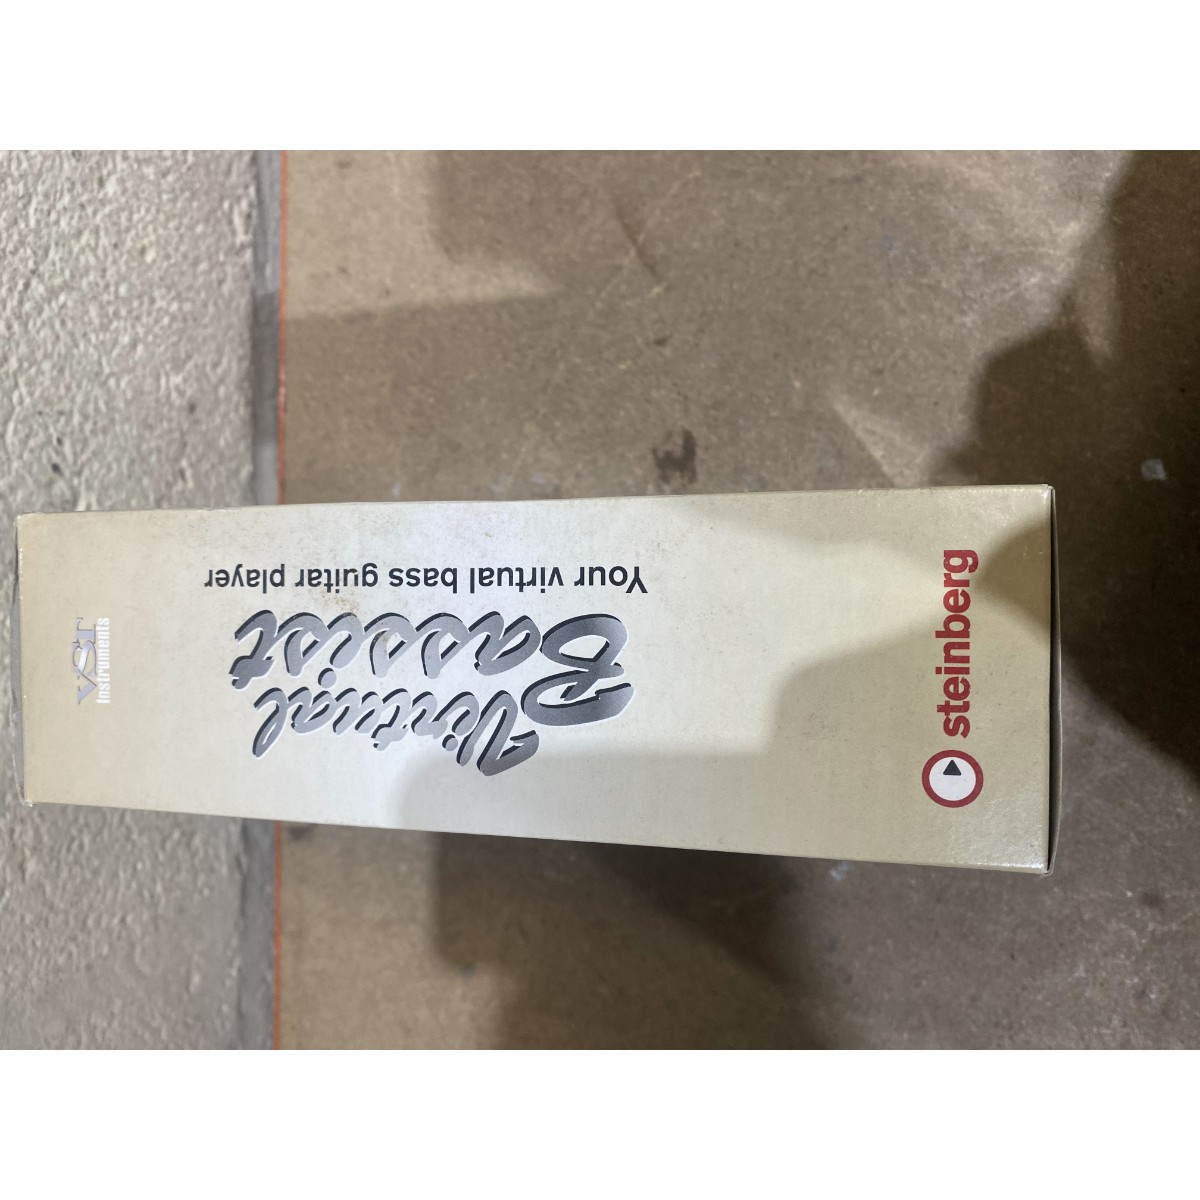 VST
Instruments
Virtual
Bassist
Your virtual bass guitar player
steinberg